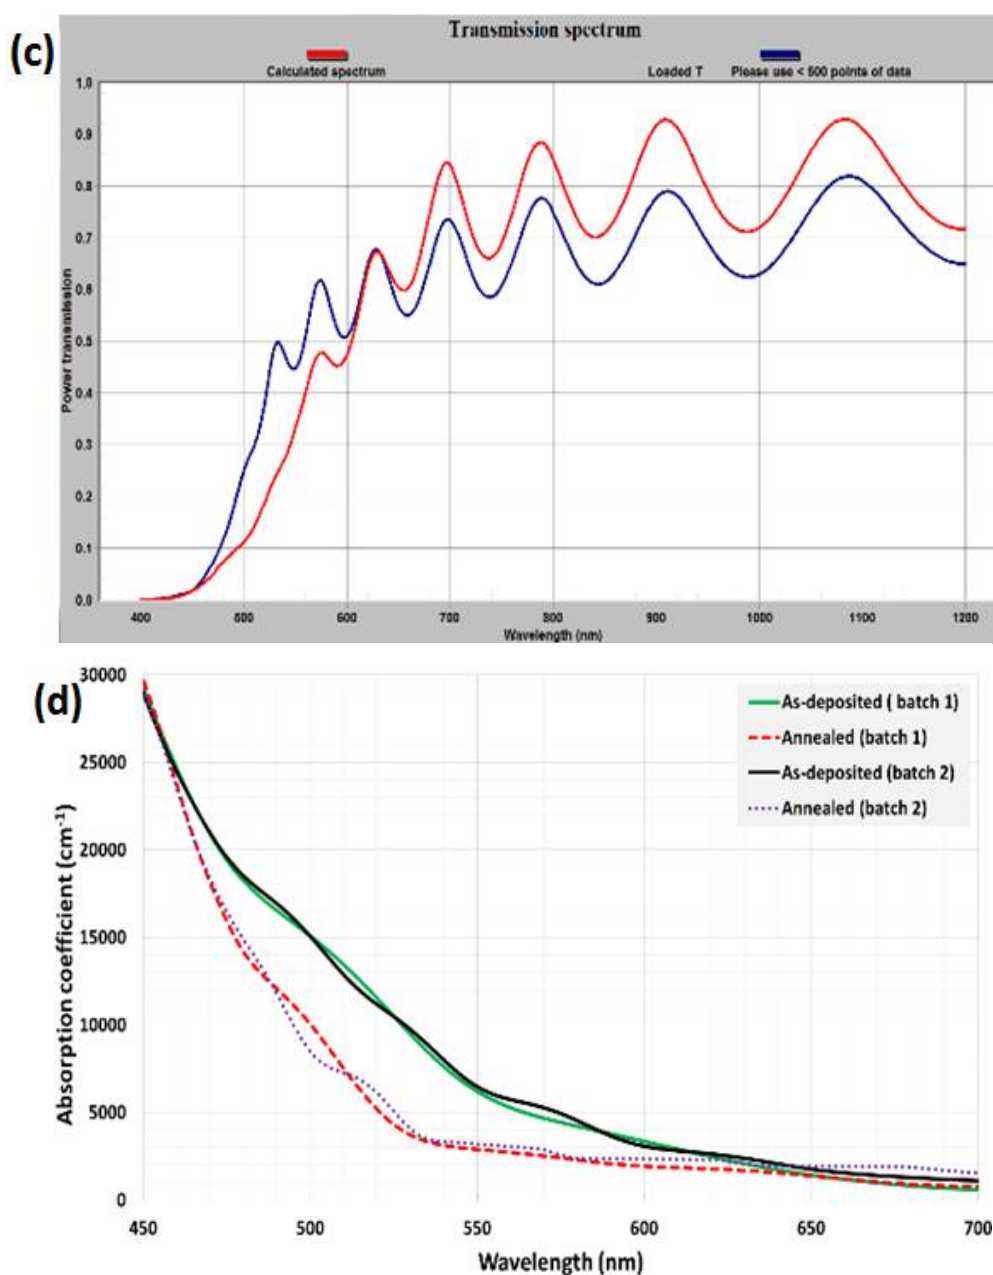 (c)
Transmission spectrum
Calculated spectrum Loaded T Please use < 500 points of data
Power transmission
1.0
0.9
0.8
0.7
0.6
0.5
0.4
0.3
0.2
0.1
0.0
400 500 600 700 800 900 1000 1100 1200
Wavelength (nm)
(d)
Absorption coefficient (cm-1)
30000
25000
20000
15000
10000
5000
0
As-deposited ( batch 1)
Annealed (batch 1)
As-deposited (batch 2)
Annealed (batch 2)
450 500 550 600 650 700
Wavelength (nm)